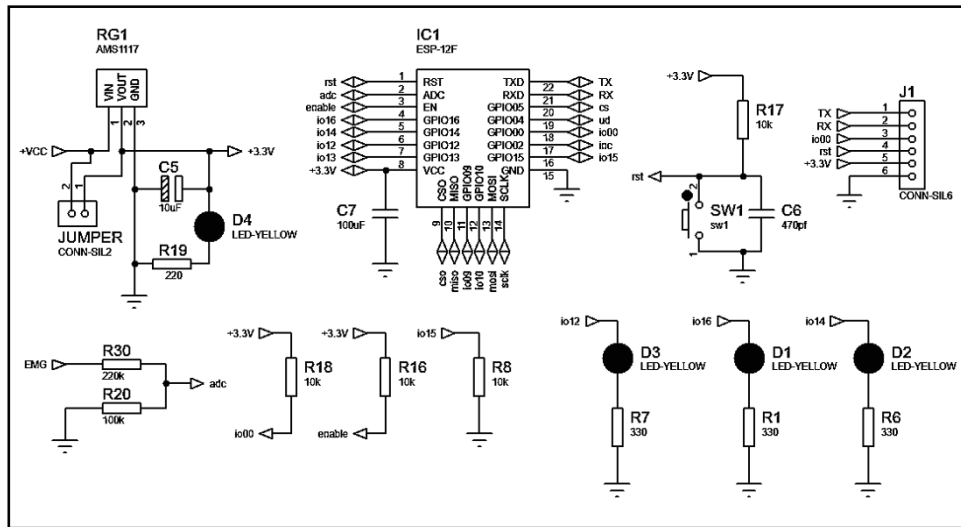 RG1
AMS1117
VIN
VOUT
GND
1
2
3
+VCC
+3.3V
C5
10uF
2
1
JUMPER
CONN-SIL2
D4
LED-YELLOW
R19
220
IC1
ESP-12F
rst 1 RST
adc 2 ADC
enable 3 EN
io16 4 GPIO16
io14 5 GPIO14
io12 6 GPIO12
io13 7 GPIO13
+3.3V 8 VCC
TXD 22 TX
RXD 21 RX
GPIO05 20 cs
GPIO04 19 ud
GPIO00 18 io00
GPIO02 17 inc
GPIO15 16 io15
GND 15
CSO 9 cso
MISO 10 miso
GPIO09 11 io09
GPIO10 12 io10
MOSI 13 mosi
SCLK 14 sclk
C7
100uF
+3.3V
R17
10k
rst
2
SW1
sw1
1
C6
470pf
J1
TX 1
RX 2
io00 3
rst 4
+3.3V 5
6
CONN-SIL6
EMG
R30
220k
adc
R20
100k
+3.3V
R18
10k
io00
+3.3V
R16
10k
enable
io15
R8
10k
io12
D3
LED-YELLOW
R7
330
io16
D1
LED-YELLOW
R1
330
io14
D2
LED-YELLOW
R6
330